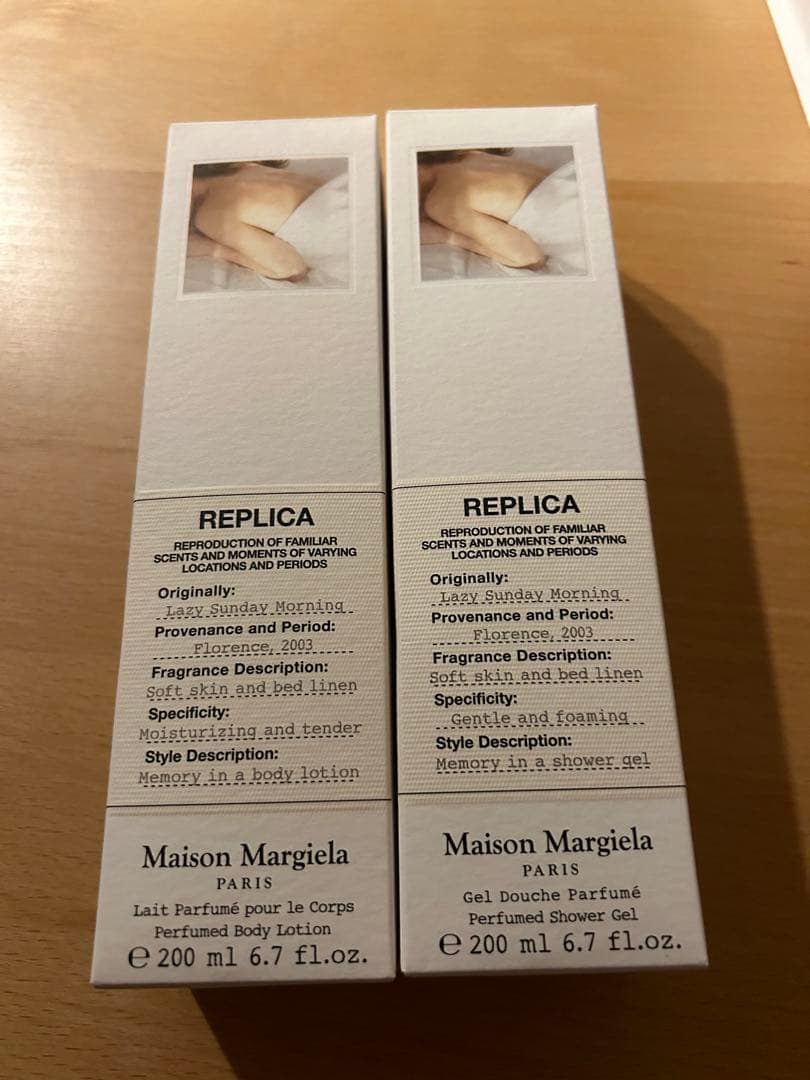 REPLICA
REPRODUCTION OF FAMILIAR
SCENTS AND MOMENTS OF VARYING
LOCATIONS AND PERIODS
Originally:
Lazy Sunday Morning
Provenance and Period:
Florence, 2003
Fragrance Description:
Soft skin and bed linen
Specificity:
Moisturizing and tender
Style Description:
Memory in a body lotion
Maison Margiela
PARIS
Lait Parfumé pour le Corps
Perfumed Body Lotion
℮ 200 ml 6.7 fl.oz.
REPLICA
REPRODUCTION OF FAMILIAR
SCENTS AND MOMENTS OF VARYING
LOCATIONS AND PERIODS
Originally:
Lazy Sunday Morning
Provenance and Period:
Florence, 2003
Fragrance Description:
Soft skin and bed linen
Specificity:
Gentle and foaming
Style Description:
Memory in a shower gel
Maison Margiela
PARIS
Gel Douche Parfumé
Perfumed Shower Gel
℮ 200 ml 6.7 fl.oz.